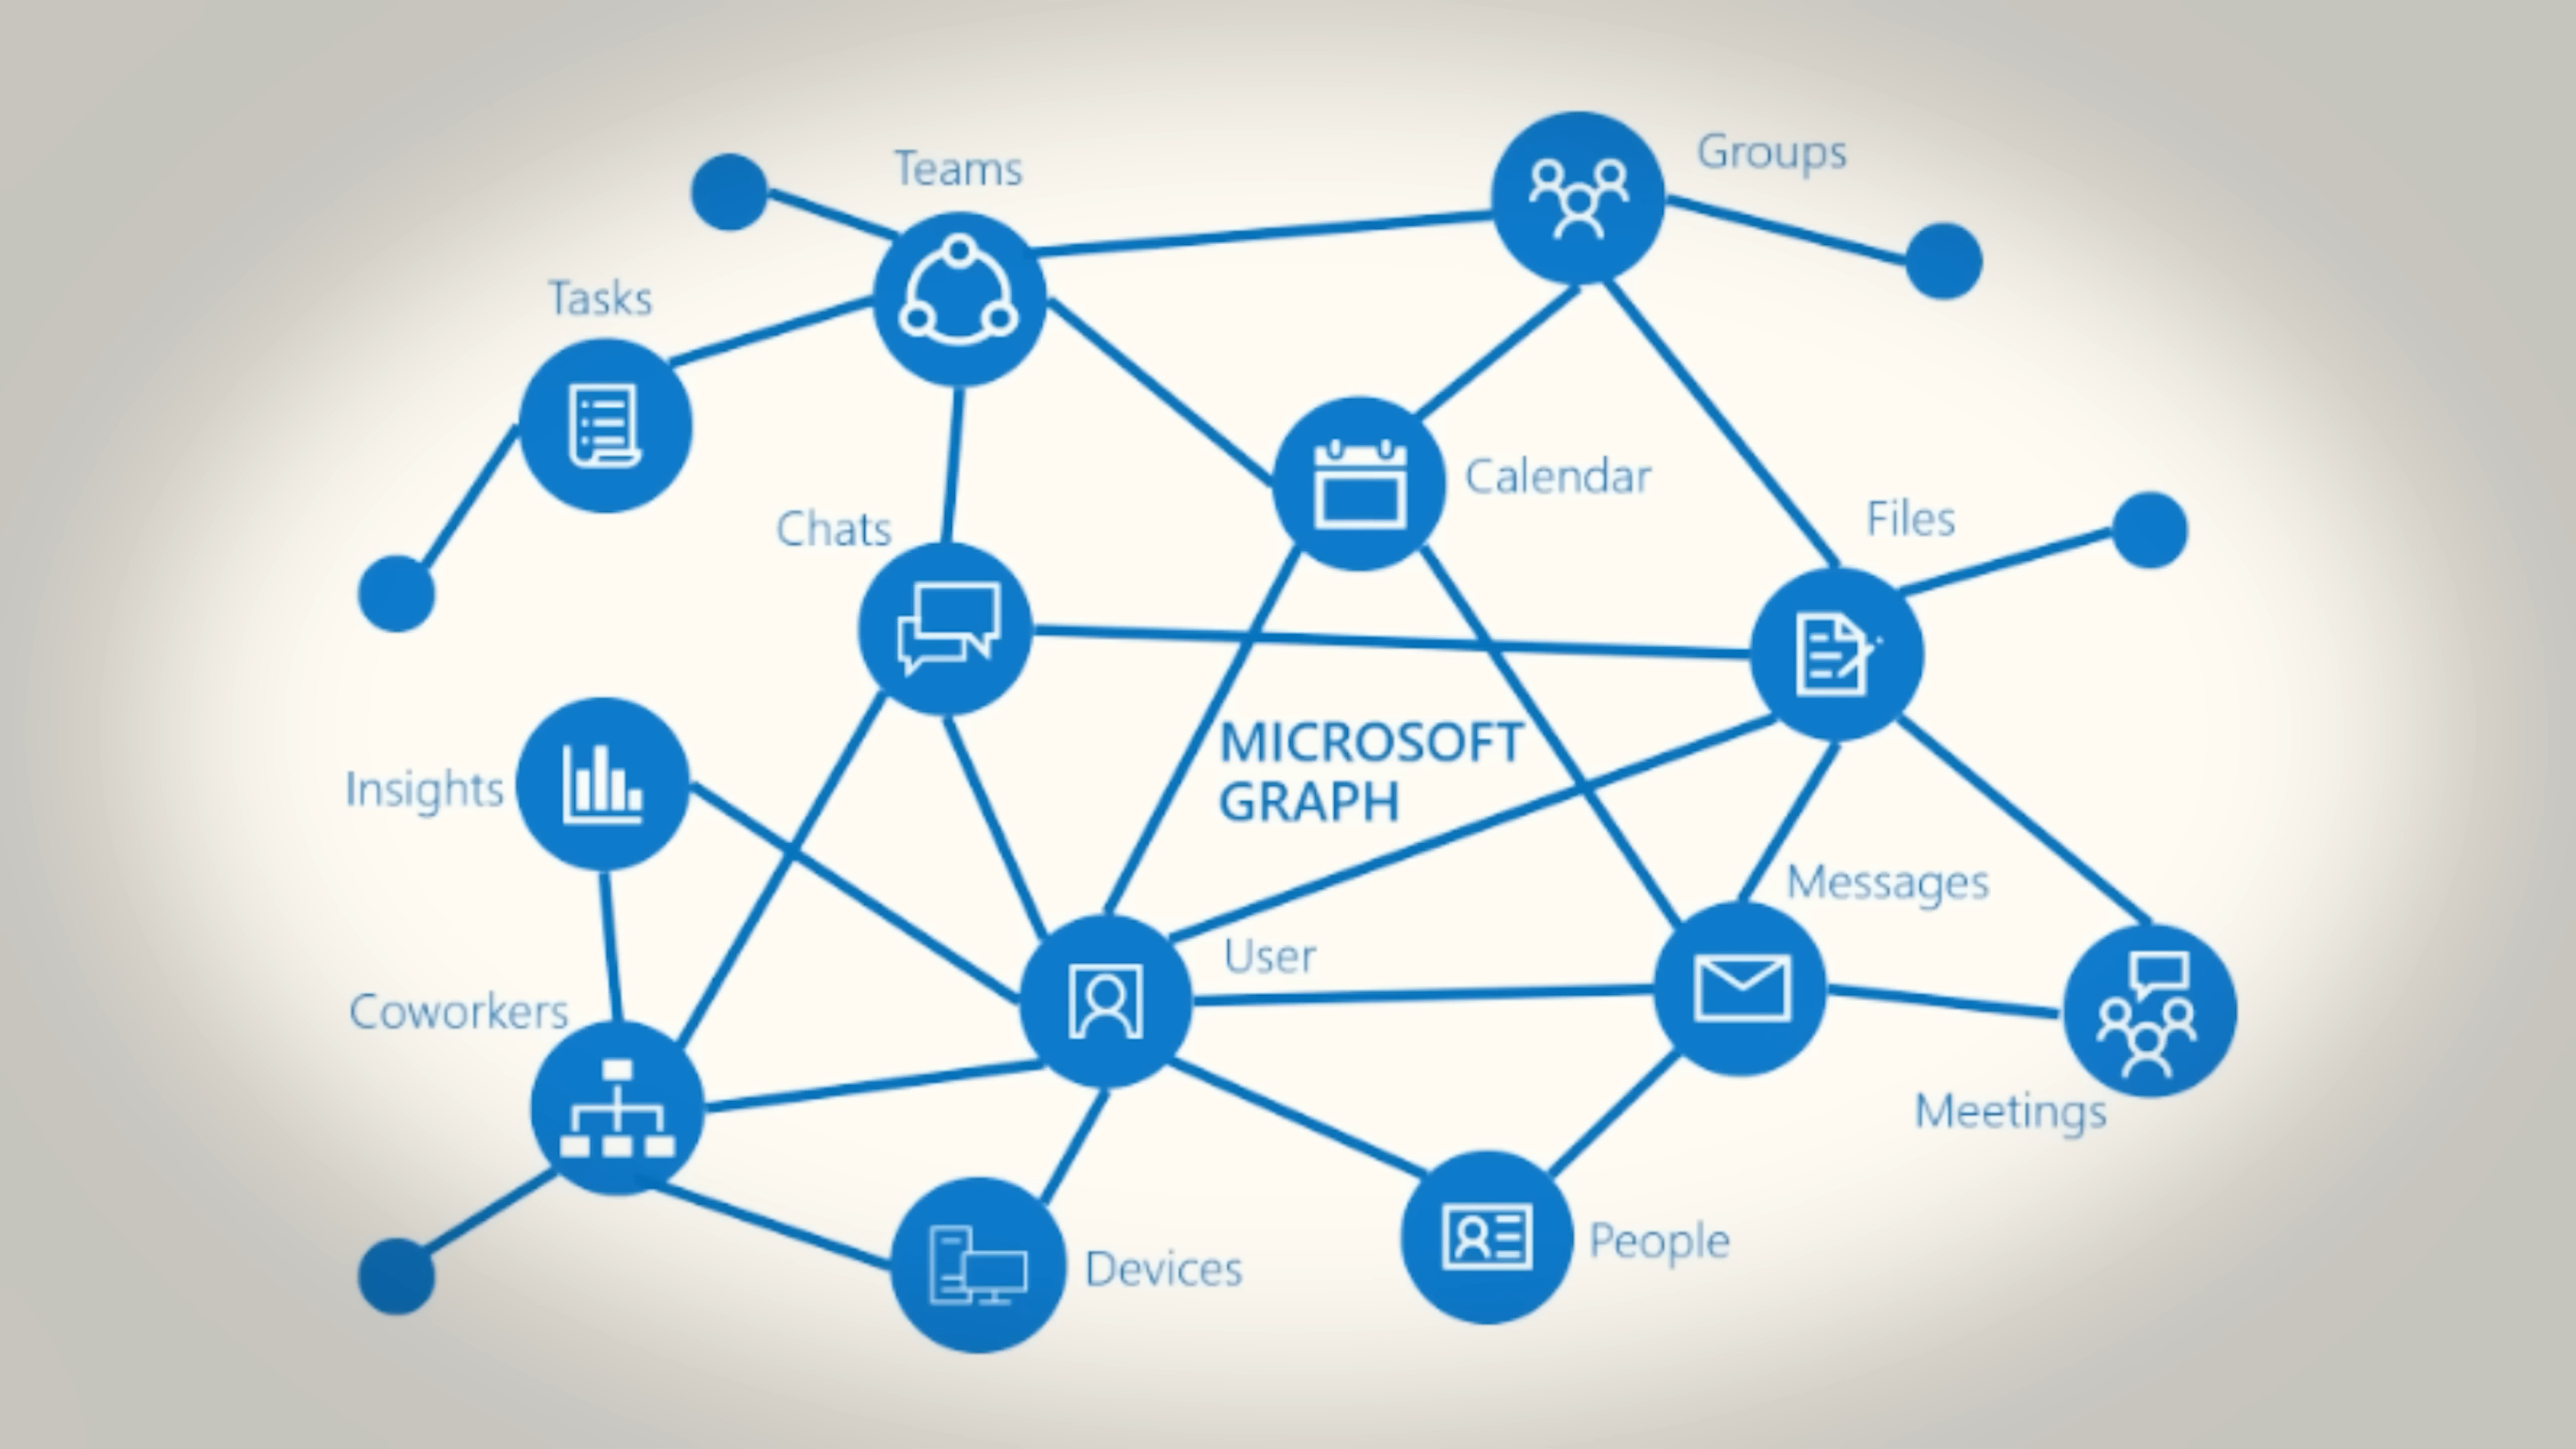 Groups
Teams
Tasks
Calendar
Files
Chats
MICROSOFT
GRAPH
Insights
Messages
User
Coworkers
Meetings
People
Devices